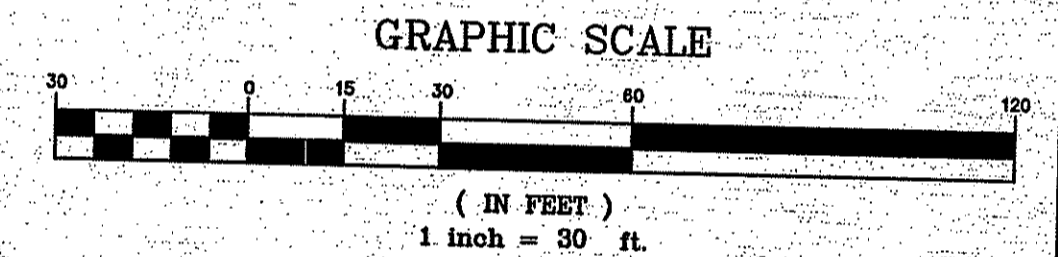 GRAPHIC SCALE
30 0 15 30 60 120
( IN FEET )
1 inch = 30 ft.